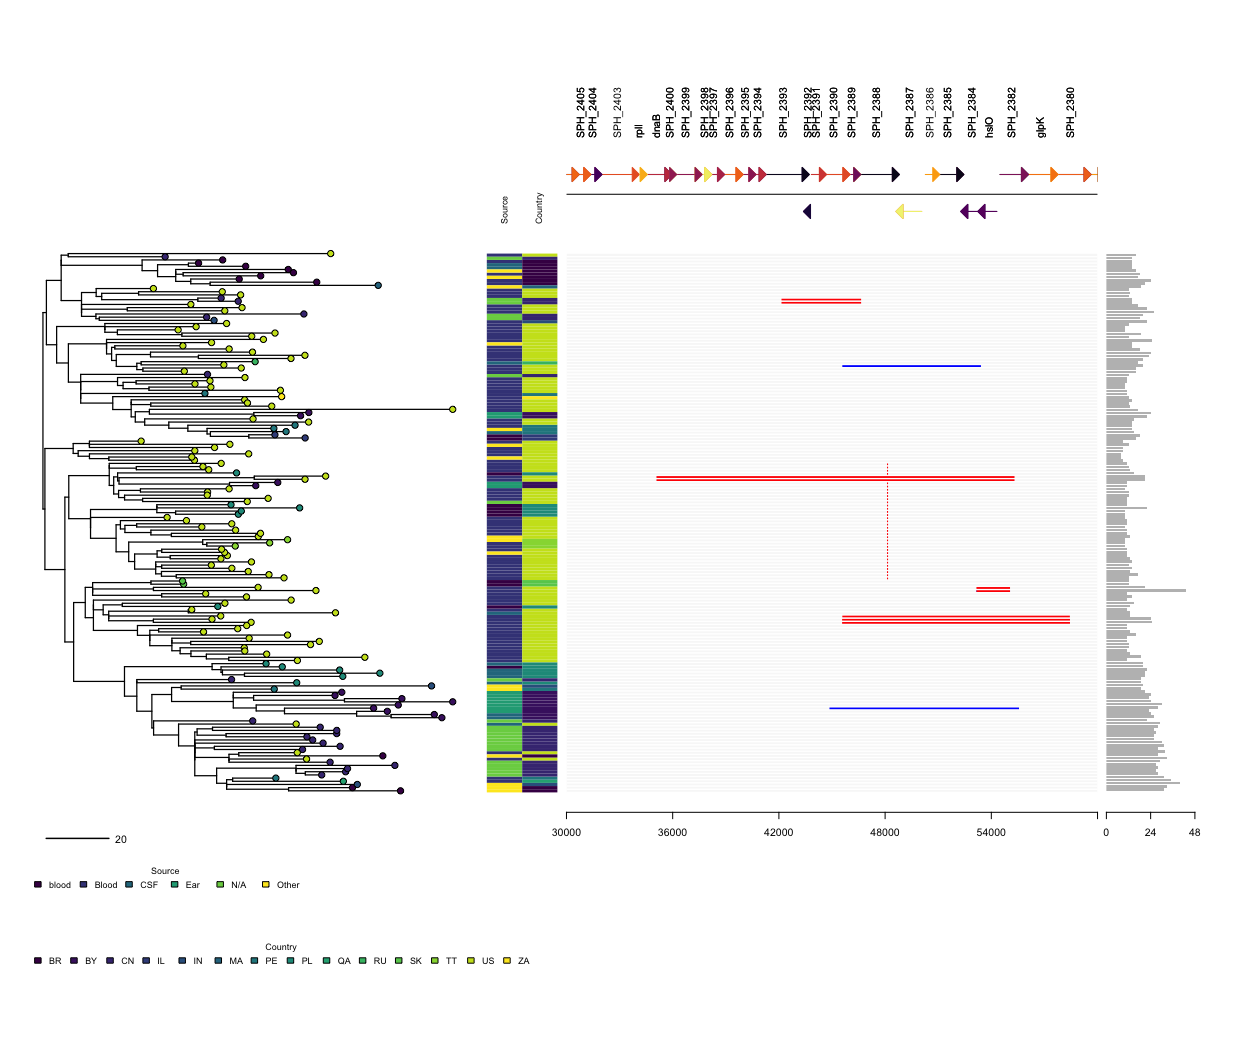 SPH_2405 SPH_2404 SPH_2403 rplI dnaB SPH_2400 SPH_2399 SPH_2398 SPH_2397 SPH_2396 SPH_2395 SPH_2394 SPH_2393 SPH_2392 SPH_2391 SPH_2390 SPH_2389 SPH_2388 SPH_2387 SPH_2386 SPH_2385 SPH_2384 hslO SPH_2382 glpK SPH_2380
Source Country
30000 36000 42000 48000 54000 0 24 48
20
Source
blood Blood CSF Ear N/A Other
Country
BR BY CN IL IN MA PE PL QA RU SK TT US ZA